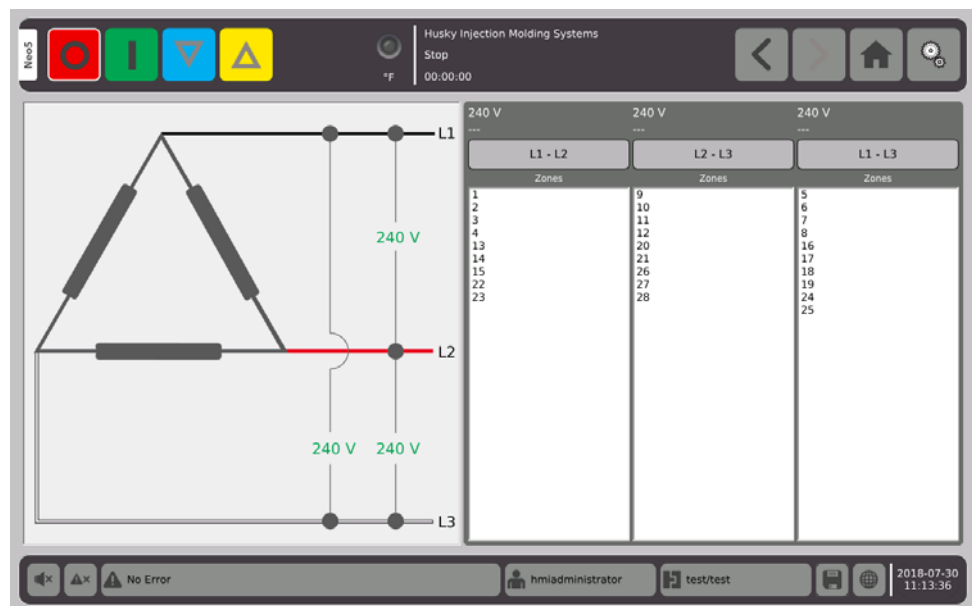 Neo5
°F
Husky Injection Molding Systems
Stop
00:00:00
L1
240 V
L2
240 V
240 V
L3
240 V
240 V
240 V
---
---
---
L1 - L2
L2 - L3
L1 - L3
Zones
Zones
Zones
1
2
3
4
13
14
15
22
23
9
10
11
12
20
21
26
27
28
5
6
7
8
16
17
18
19
24
25
No Error
hmiadministrator
test/test
2018-07-30
11:13:36